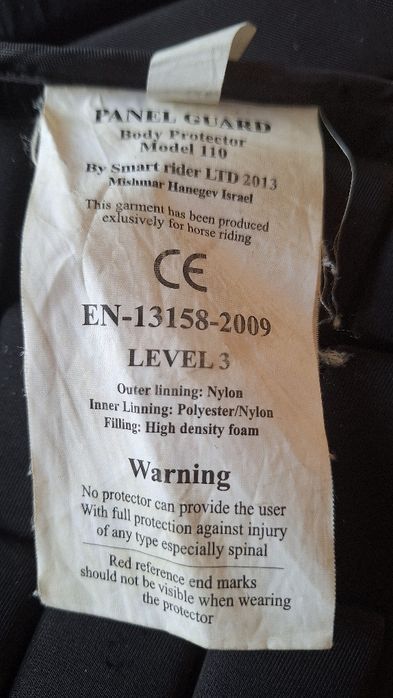 PANEL GUARD
Body Protector
Model 110
By Smart rider LTD 2013
Mishmar Hanegev Israel
This garment has been produced
exlusively for horse riding
CE
EN-13158-2009
LEVEL 3
Outer linning: Nylon
Inner Linning: Polyester/Nylon
Filling: High density foam
Warning
No protector can provide the user
With full protection against injury
of any type especially spinal
Red reference end marks
should not be visible when wearing
the protector